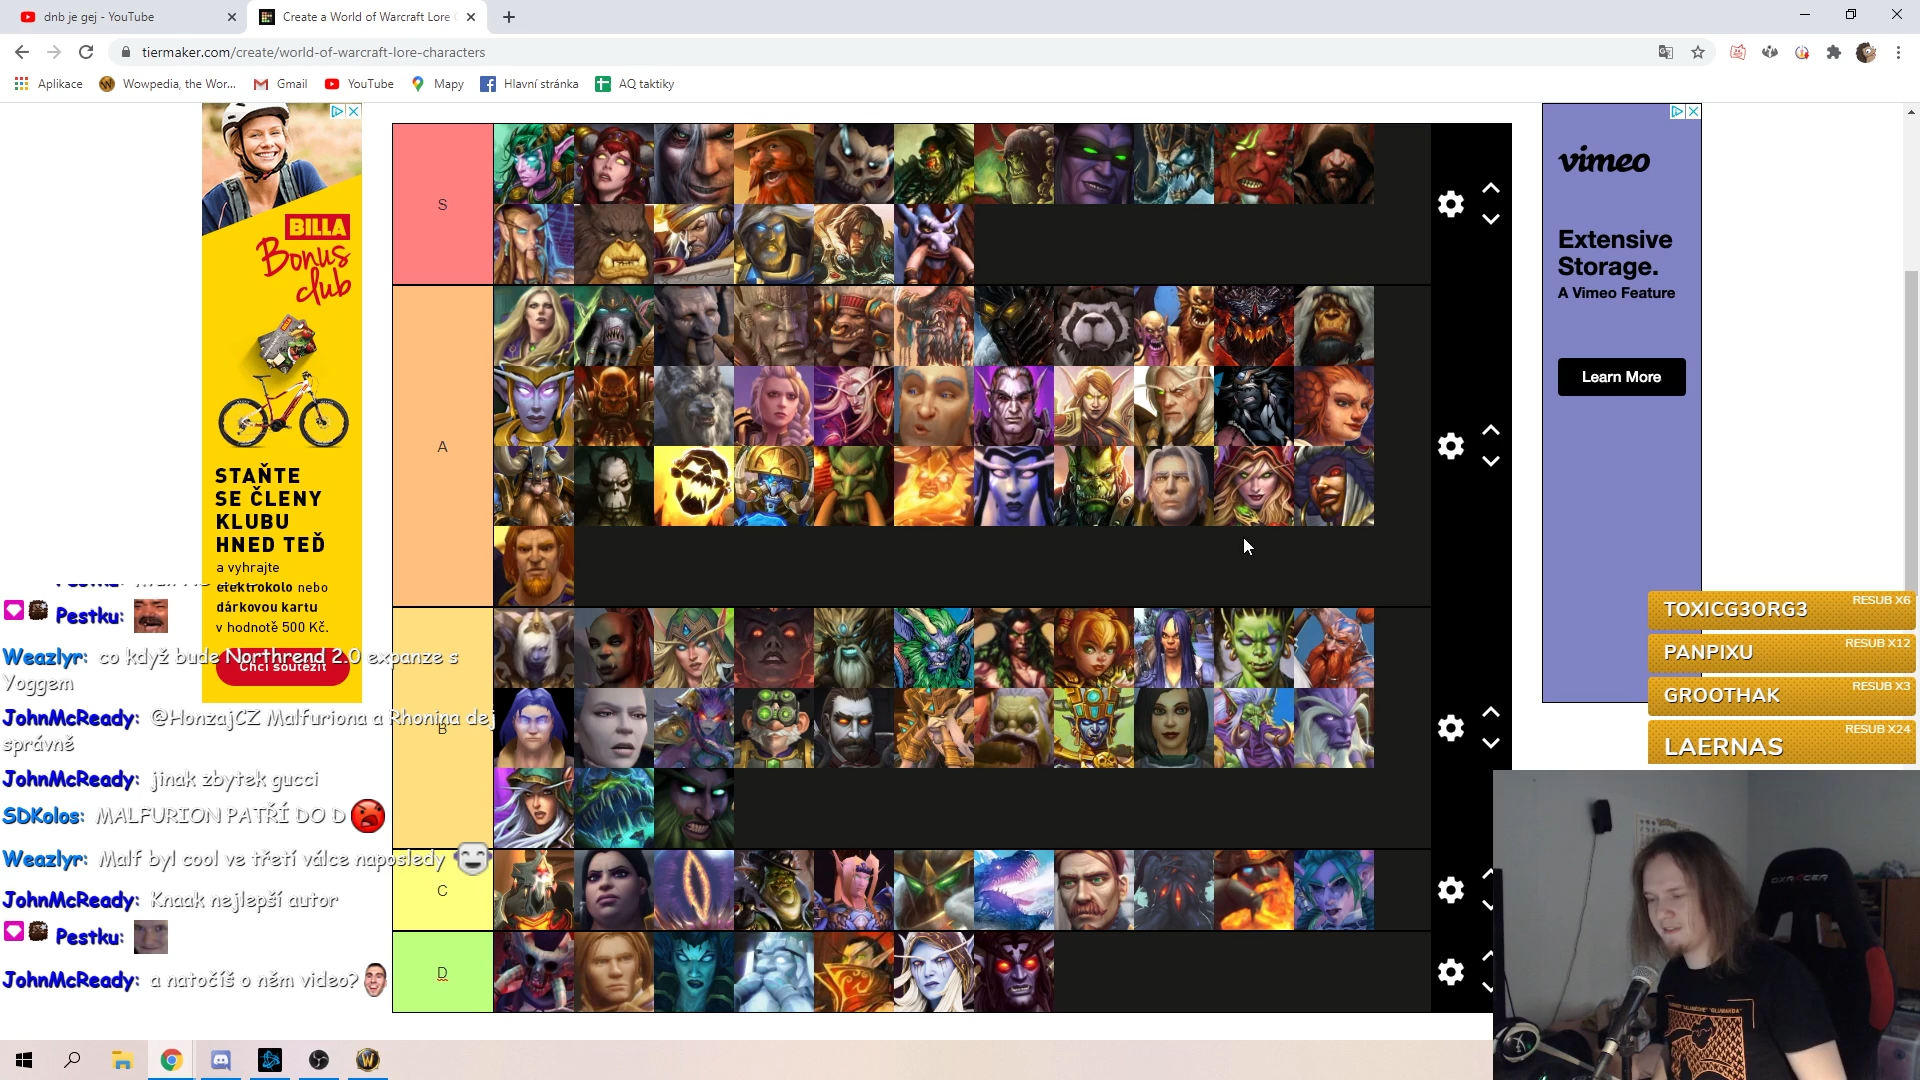 dnb je gej - YouTube
Create a World of Warcraft Lore
tiermaker.com/create/world-of-warcraft-lore-characters
Aplikace
Wowpedia, the Wor...
Gmail
YouTube
Mapy
Hlavní stránka
AQ taktiky
BILLA
Bonus
club
STAŇTE
SE ČLENY
KLUBU
HNED TEĎ
a vyhrajte
elektrokolo nebo
dárkovou kartu
v hodnotě 500 Kč.
Chci soutěžit
S
A
B
C
D
vimeo
Extensive
Storage.
A Vimeo Feature
Learn More
Pestku:
Weazlyr: co když bude Northrend 2.0 expanze s
Yoggem
JohnMcReady: @HonzajCZ Malfuriona a Rhonina dej
správně
JohnMcReady: jinak zbytek gucci
SDKolos: MALFURION PATŘÍ DO D
Weazlyr: Malf byl cool ve třetí válce naposledy
JohnMcReady: Knaak nejlepší autor
Pestku:
JohnMcReady: a natočíš o něm video?
RESUB X6
TOXICG3ORG3
RESUB X12
PANPIXU
RESUB X3
GROOTHAK
RESUB X24
LAERNAS